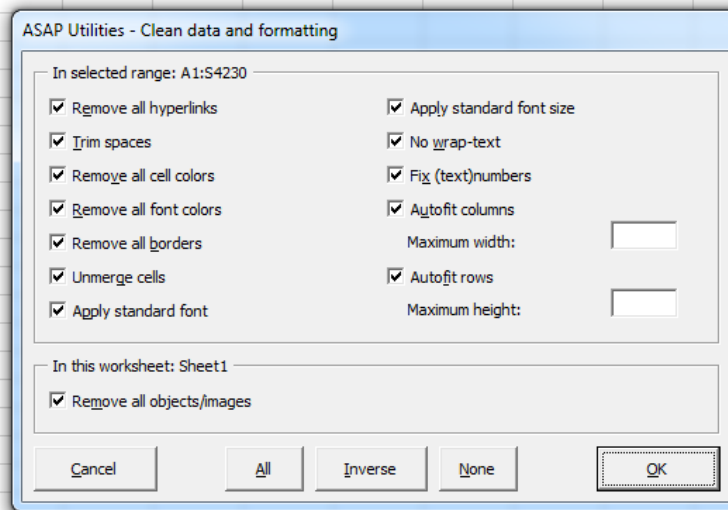 ASAP Utilities - Clean data and formatting
In selected range: A1:S4230
Remove all hyperlinks
Trim spaces
Remove all cell colors
Remove all font colors
Remove all borders
Unmerge cells
Apply standard font
Apply standard font size
No wrap-text
Fix (text)numbers
Autofit columns
Maximum width:
Autofit rows
Maximum height:
In this worksheet: Sheet1
Remove all objects/images
Cancel All Inverse None OK